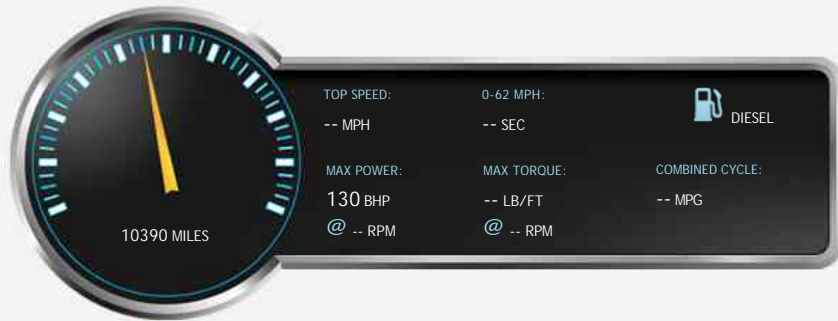 TOP SPEED:
-- MPH
0-62 MPH:
-- SEC
DIESEL
MAX POWER:
130 BHP
@ -- RPM
MAX TORQUE:
-- LB/FT
@ -- RPM
COMBINED CYCLE:
-- MPG
10390 MILES